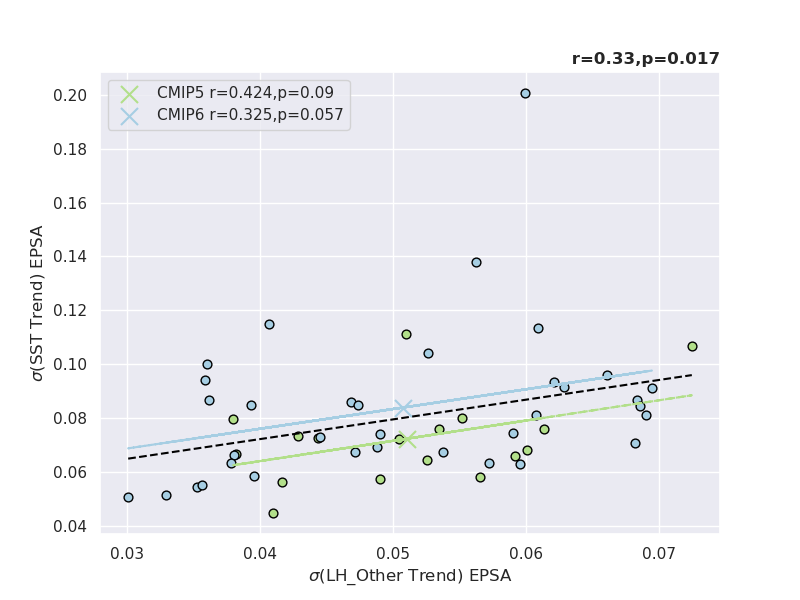 r=0.33,p=0.017
CMIP5 r=0.424,p=0.09
CMIP6 r=0.325,p=0.057
0.20
0.18
0.16
0.14
0.12
0.10
0.08
0.06
0.04
σ(SST Trend) EPSA
0.03 0.04 0.05 0.06 0.07
σ(LH_Other Trend) EPSA